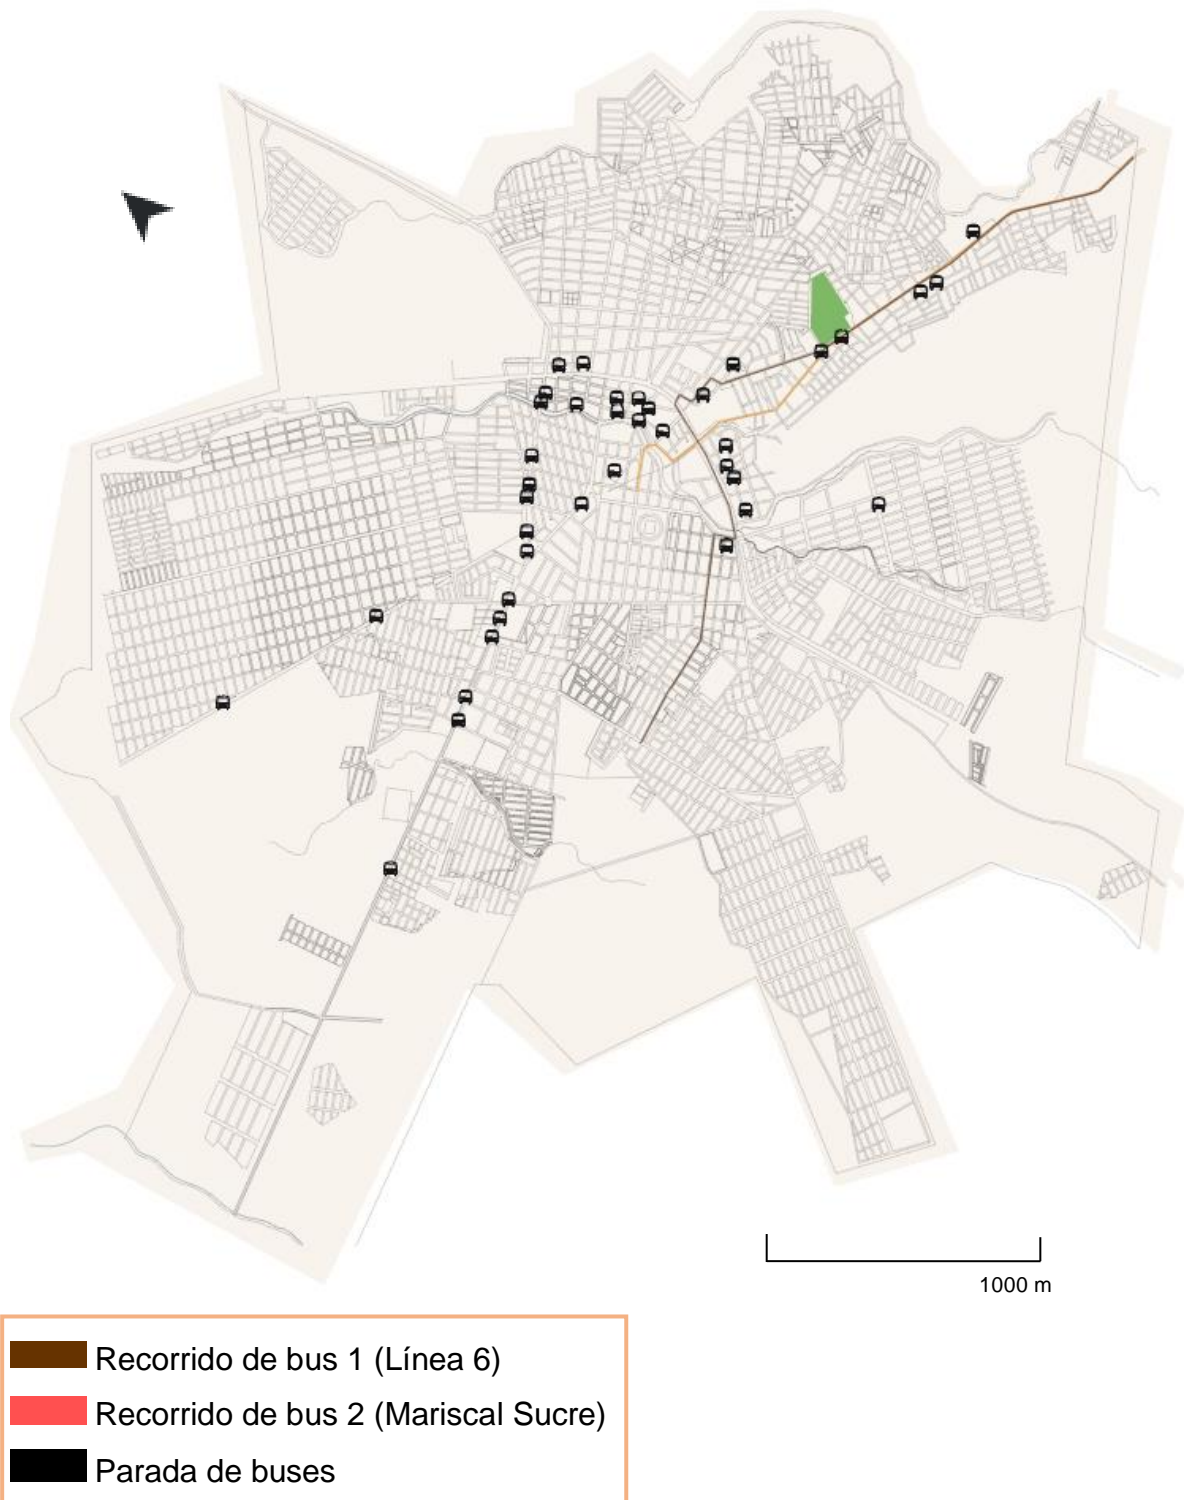 1000 m
Recorrido de bus 1 (Línea 6)
Recorrido de bus 2 (Mariscal Sucre)
Parada de buses